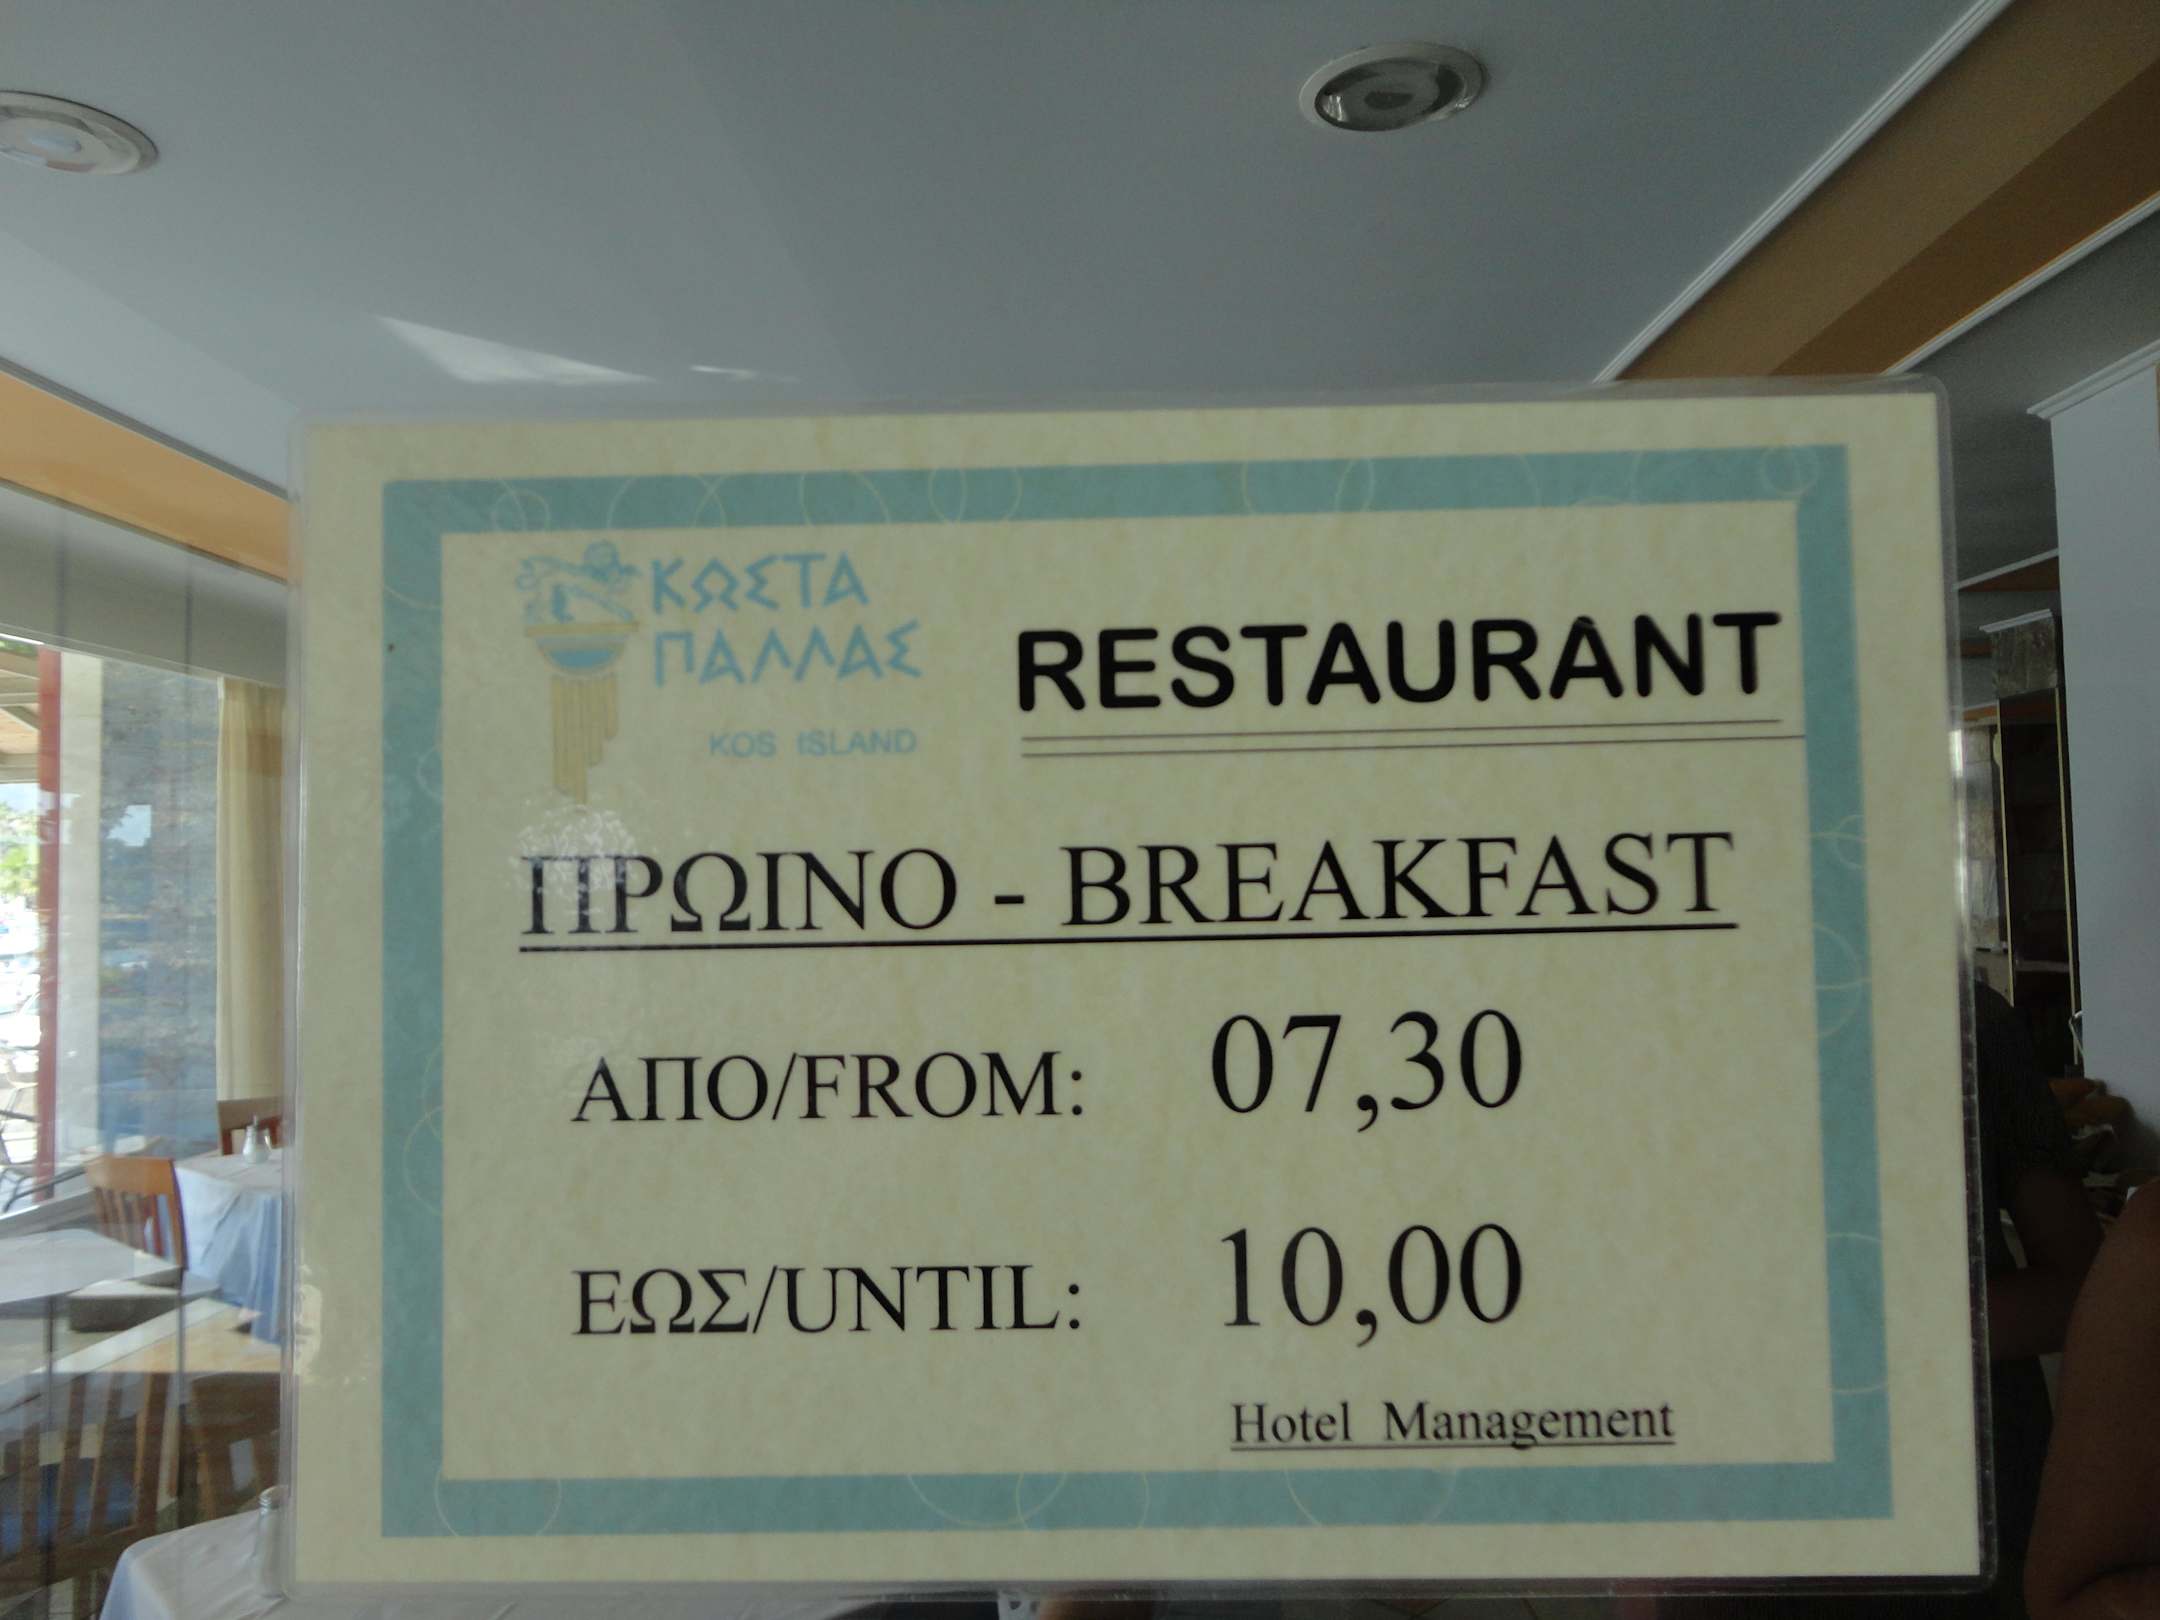 ΚΩΣΤΑ
ΠΑΛΛΑΣ
KOS ISLAND
RESTAURANT
ΠΡΩΙΝΟ - BREAKFAST
ΑΠΟ/FROM: 07,30
ΕΩΣ/UNTIL: 10,00
Hotel Management